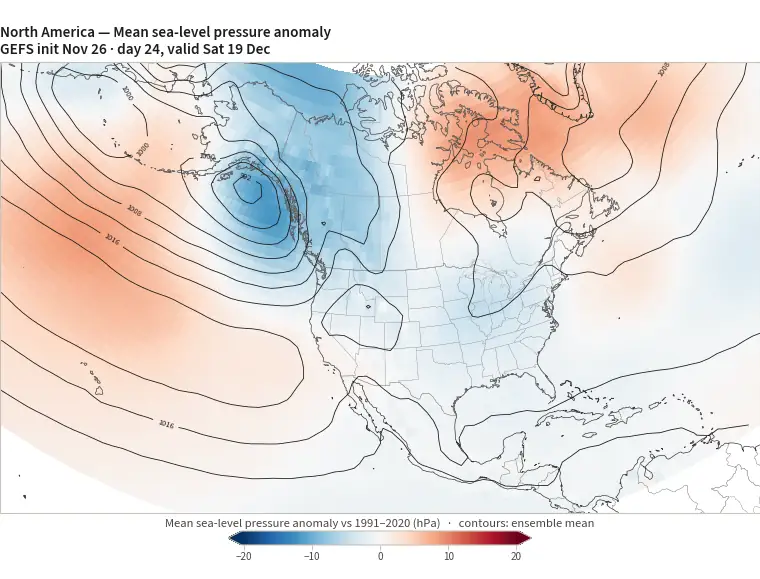 North America — Mean sea-level pressure anomaly
GEFS init Nov 26 · day 24, valid Sat 19 Dec
1008
1000
1000
1000
992
1008
1016
1016
Mean sea-level pressure anomaly vs 1991–2020 (hPa) · contours: ensemble mean
−20 −10 0 10 20